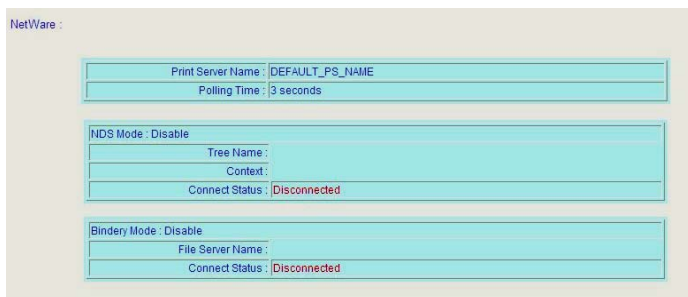 NetWare :
Print Server Name : DEFAULT_PS_NAME
Polling Time : 3 seconds
NDS Mode : Disable
Tree Name :
Context :
Connect Status : Disconnected
Bindery Mode : Disable
File Server Name :
Connect Status : Disconnected